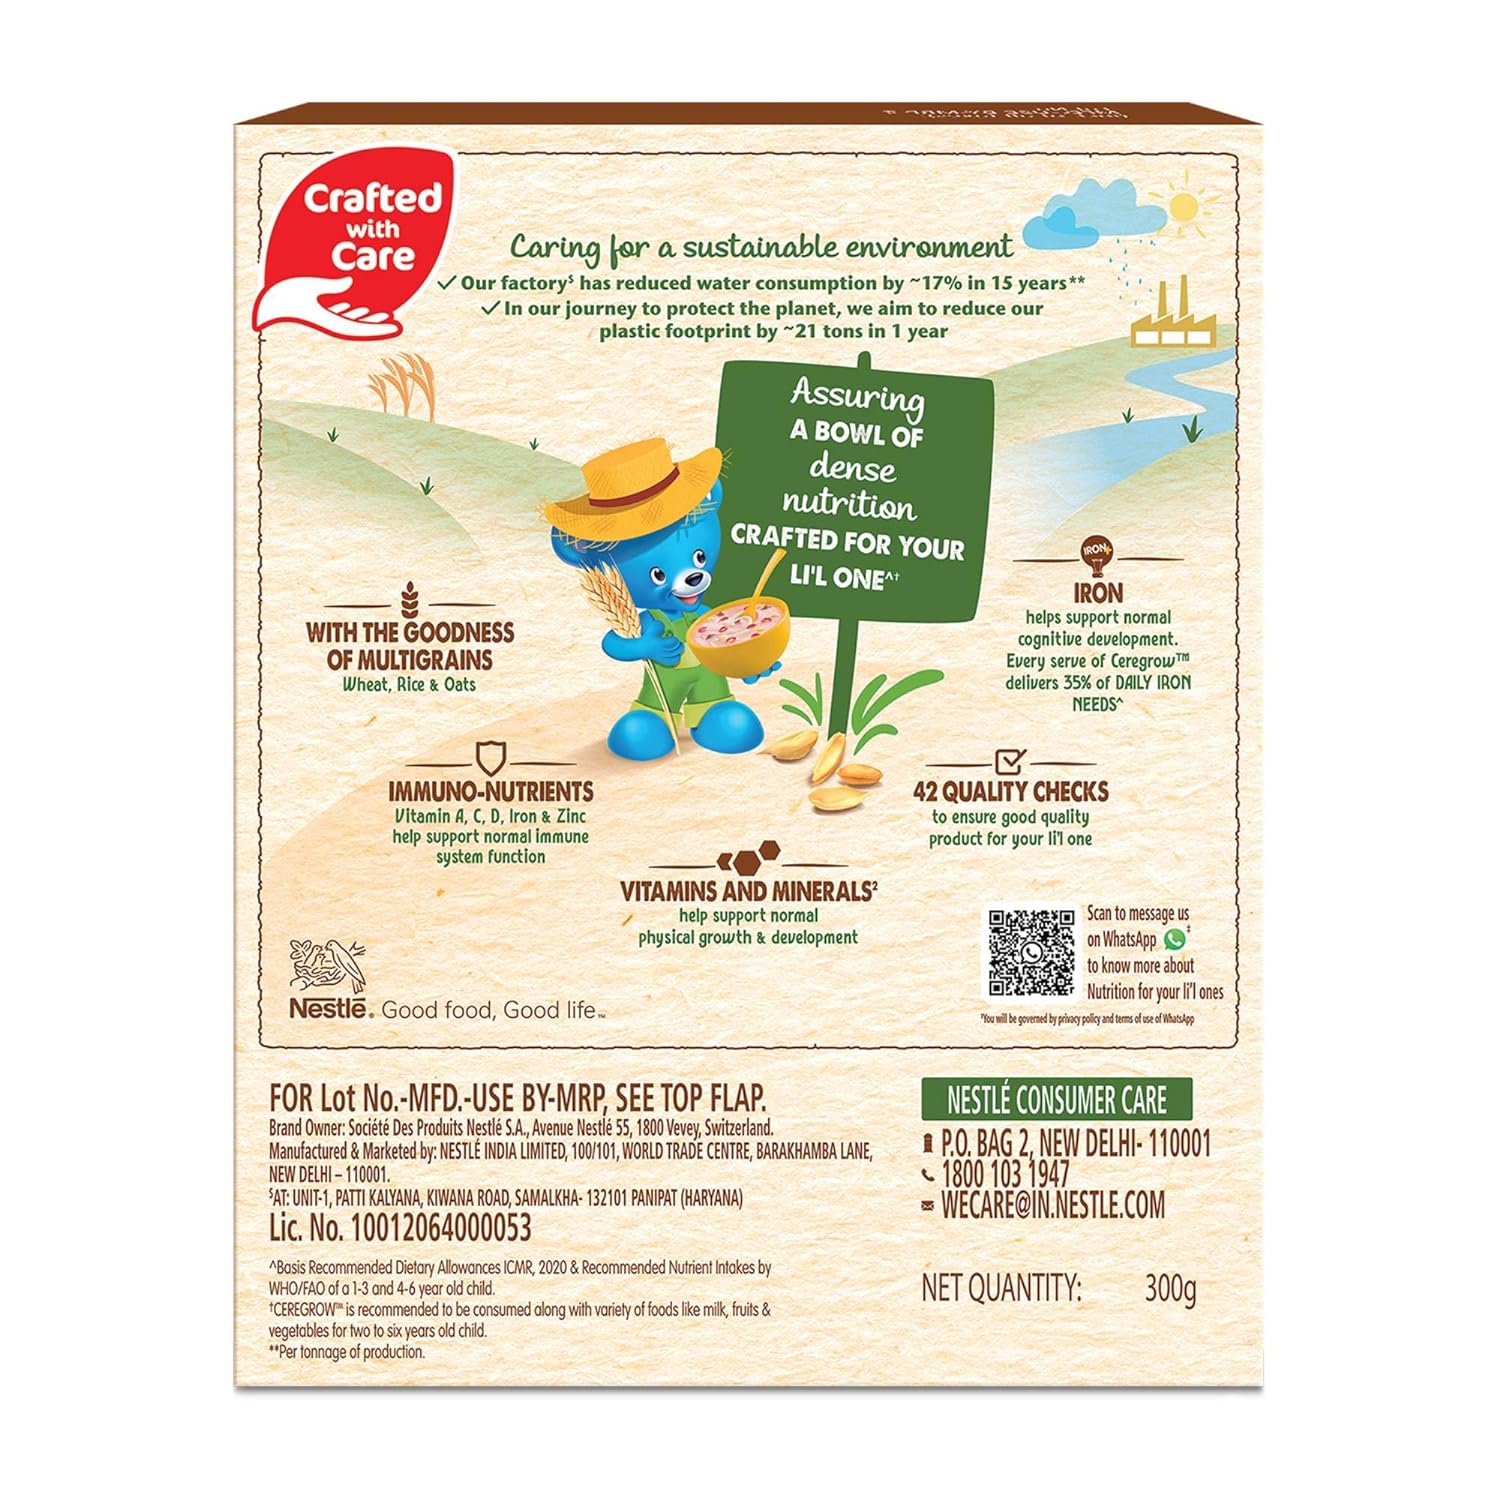 Crafted
with
Care
Caring for a sustainable environment
✓ Our factory$ has reduced water consumption by ~17% in 15 years**
✓ In our journey to protect the planet, we aim to reduce our
plastic footprint by ~21 tons in 1 year
Assuring
A BOWL OF
dense
nutrition
CRAFTED FOR YOUR
LI'L ONE^†
WITH THE GOODNESS
OF MULTIGRAINS
Wheat, Rice & Oats
IRON+
IRON
helps support normal
cognitive development.
Every serve of Ceregrow™
delivers 35% of DAILY IRON
NEEDS^
IMMUNO-NUTRIENTS
Vitamin A, C, D, Iron & Zinc
help support normal immune
system function
42 QUALITY CHECKS
to ensure good quality
product for your li'l one
VITAMINS AND MINERALS²
help support normal
physical growth & development
Scan to message us
on WhatsApp ‡
to know more about
Nutrition for your li'l ones
‡You will be governed by privacy policy and terms of use of WhatsApp
Nestlé® Good food, Good life™
FOR Lot No.-MFD.-USE BY-MRP, SEE TOP FLAP.
Brand Owner: Société Des Produits Nestlé S.A., Avenue Nestlé 55, 1800 Vevey, Switzerland.
Manufactured & Marketed by: NESTLÉ INDIA LIMITED, 100/101, WORLD TRADE CENTRE, BARAKHAMBA LANE,
NEW DELHI – 110001.
$AT: UNIT-1, PATTI KALYANA, KIWANA ROAD, SAMALKHA- 132101 PANIPAT (HARYANA)
Lic. No. 10012064000053
^Basis Recommended Dietary Allowances ICMR, 2020 & Recommended Nutrient Intakes by
WHO/FAO of a 1-3 and 4-6 year old child.
†CEREGROW™ is recommended to be consumed along with variety of foods like milk, fruits &
vegetables for two to six years old child.
**Per tonnage of production.
NESTLÉ CONSUMER CARE
P.O. BAG 2, NEW DELHI- 110001
1800 103 1947
WECARE@IN.NESTLE.COM
NET QUANTITY: 300g